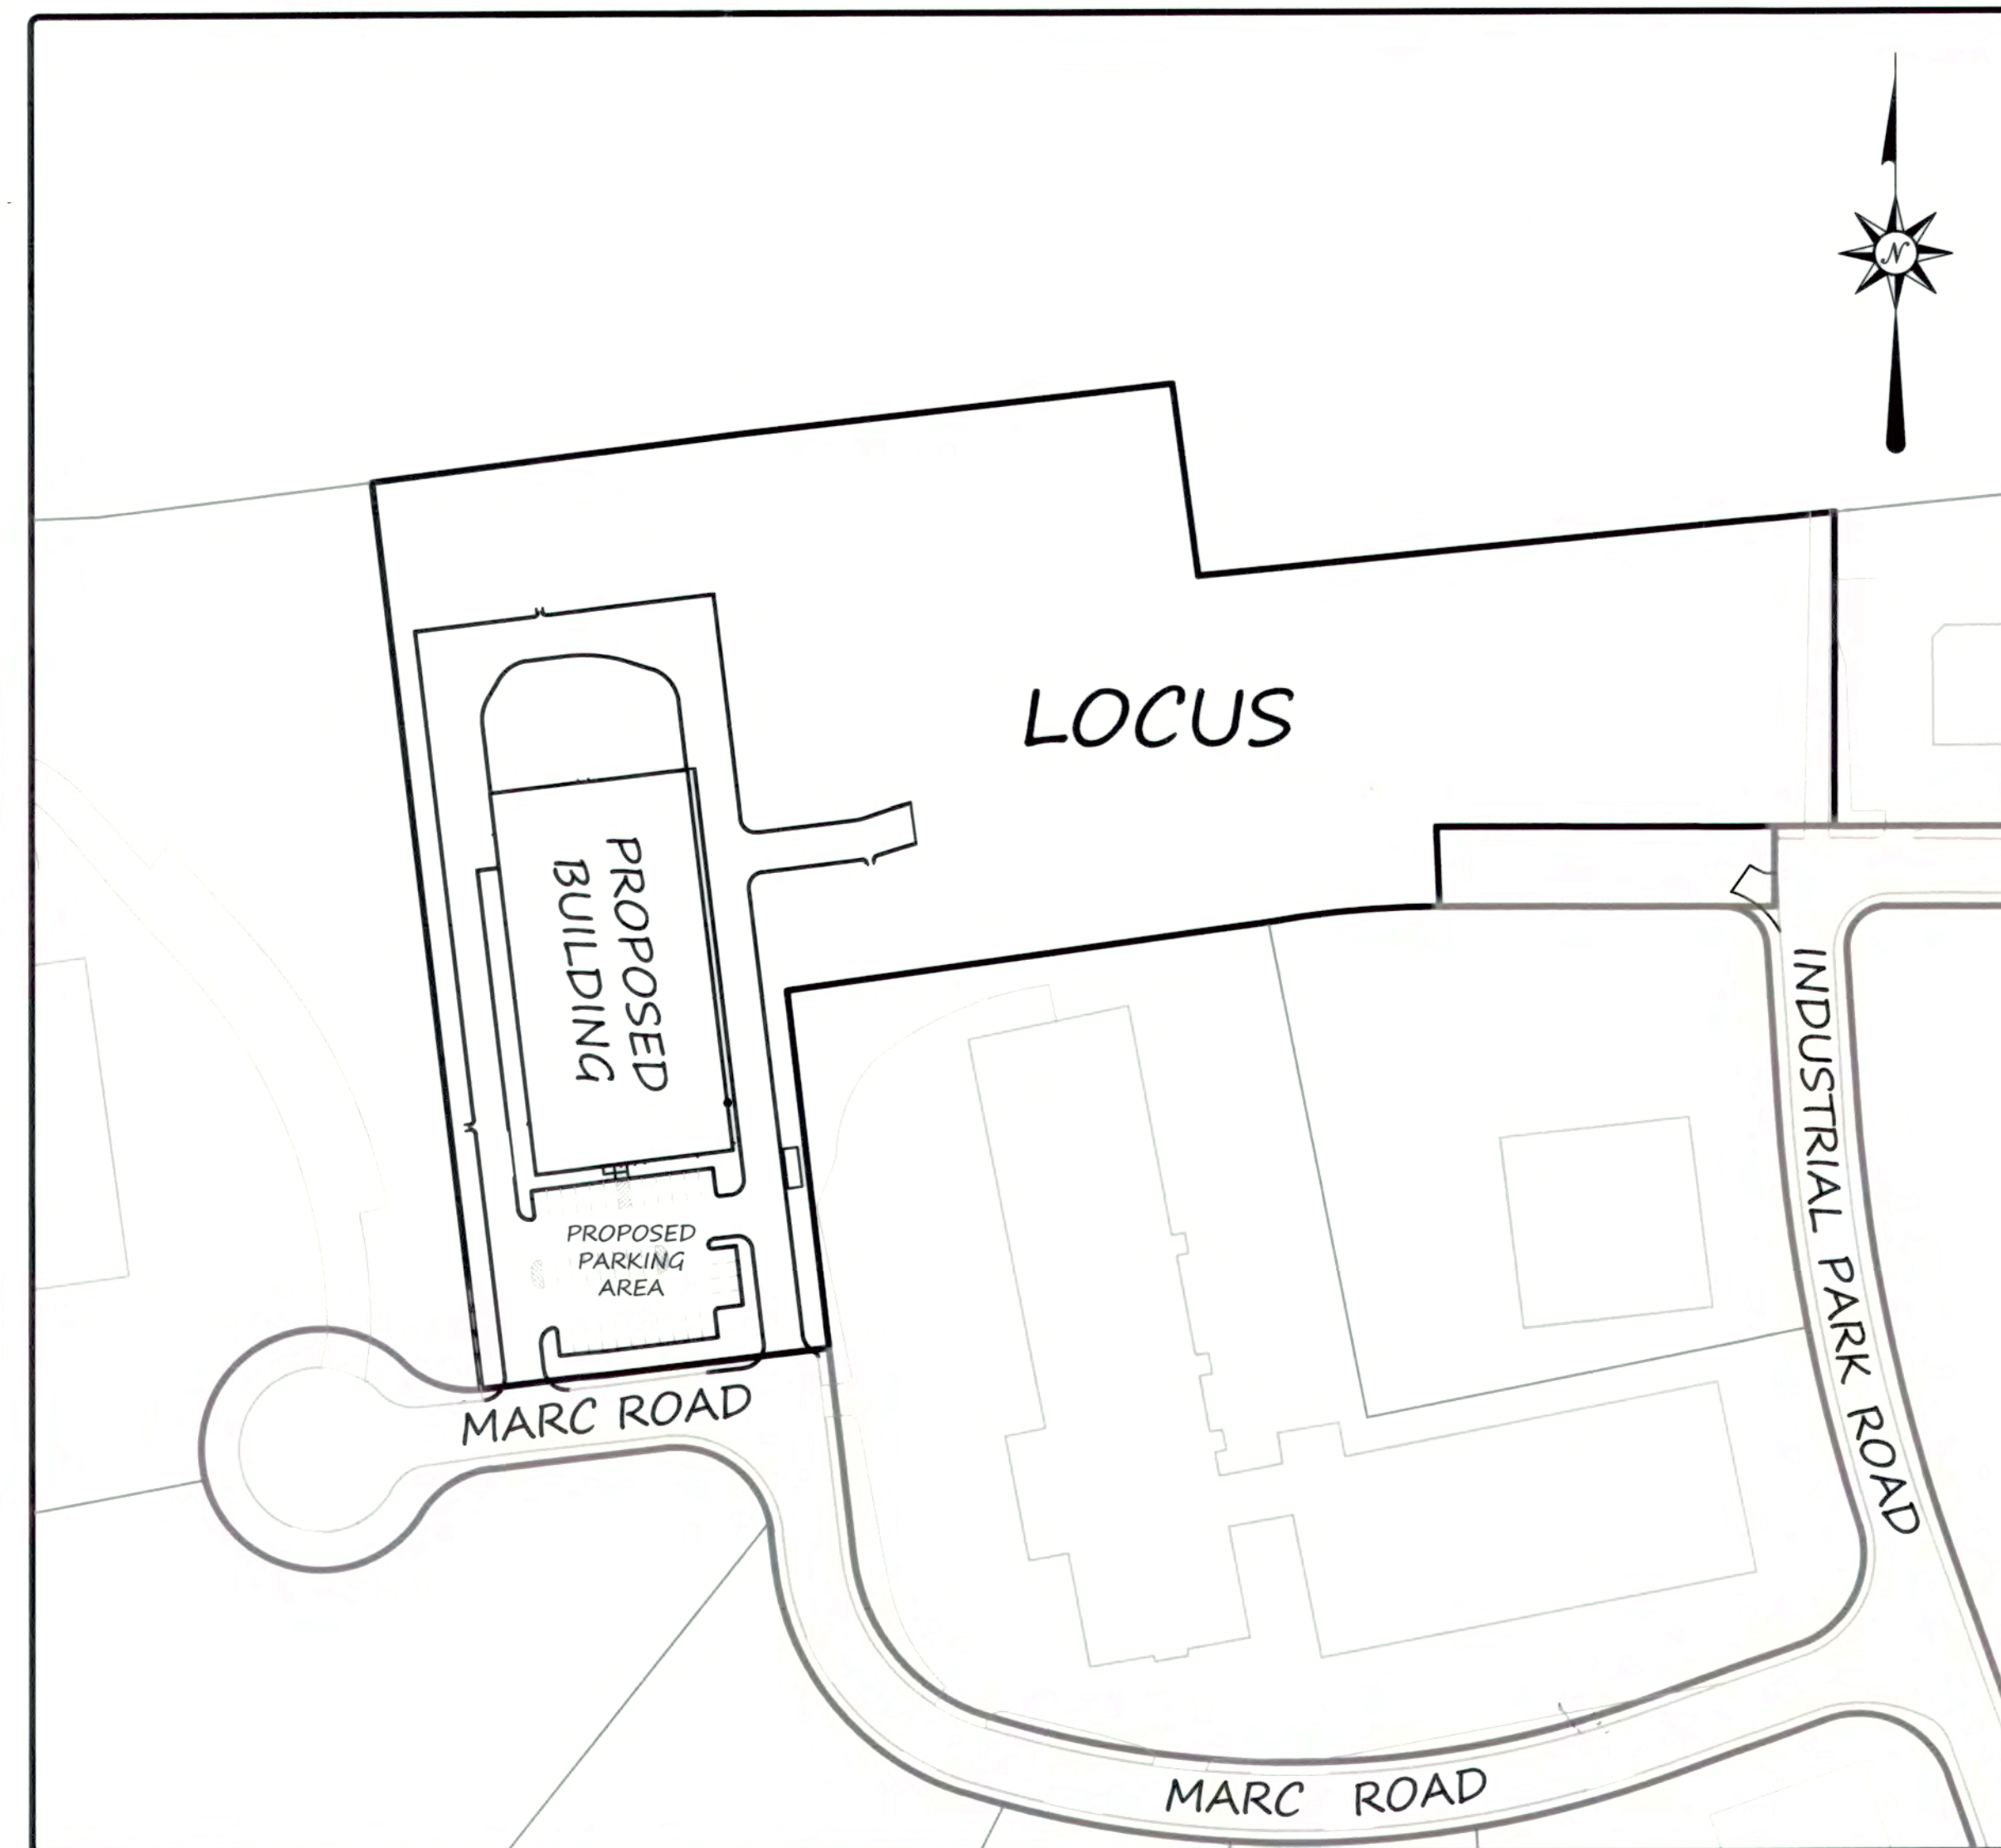 N
LOCUS
PROPOSED
BUILDING
PROPOSED
PARKING
AREA
INDUSTRIAL PARK ROAD
MARC ROAD
MARC ROAD